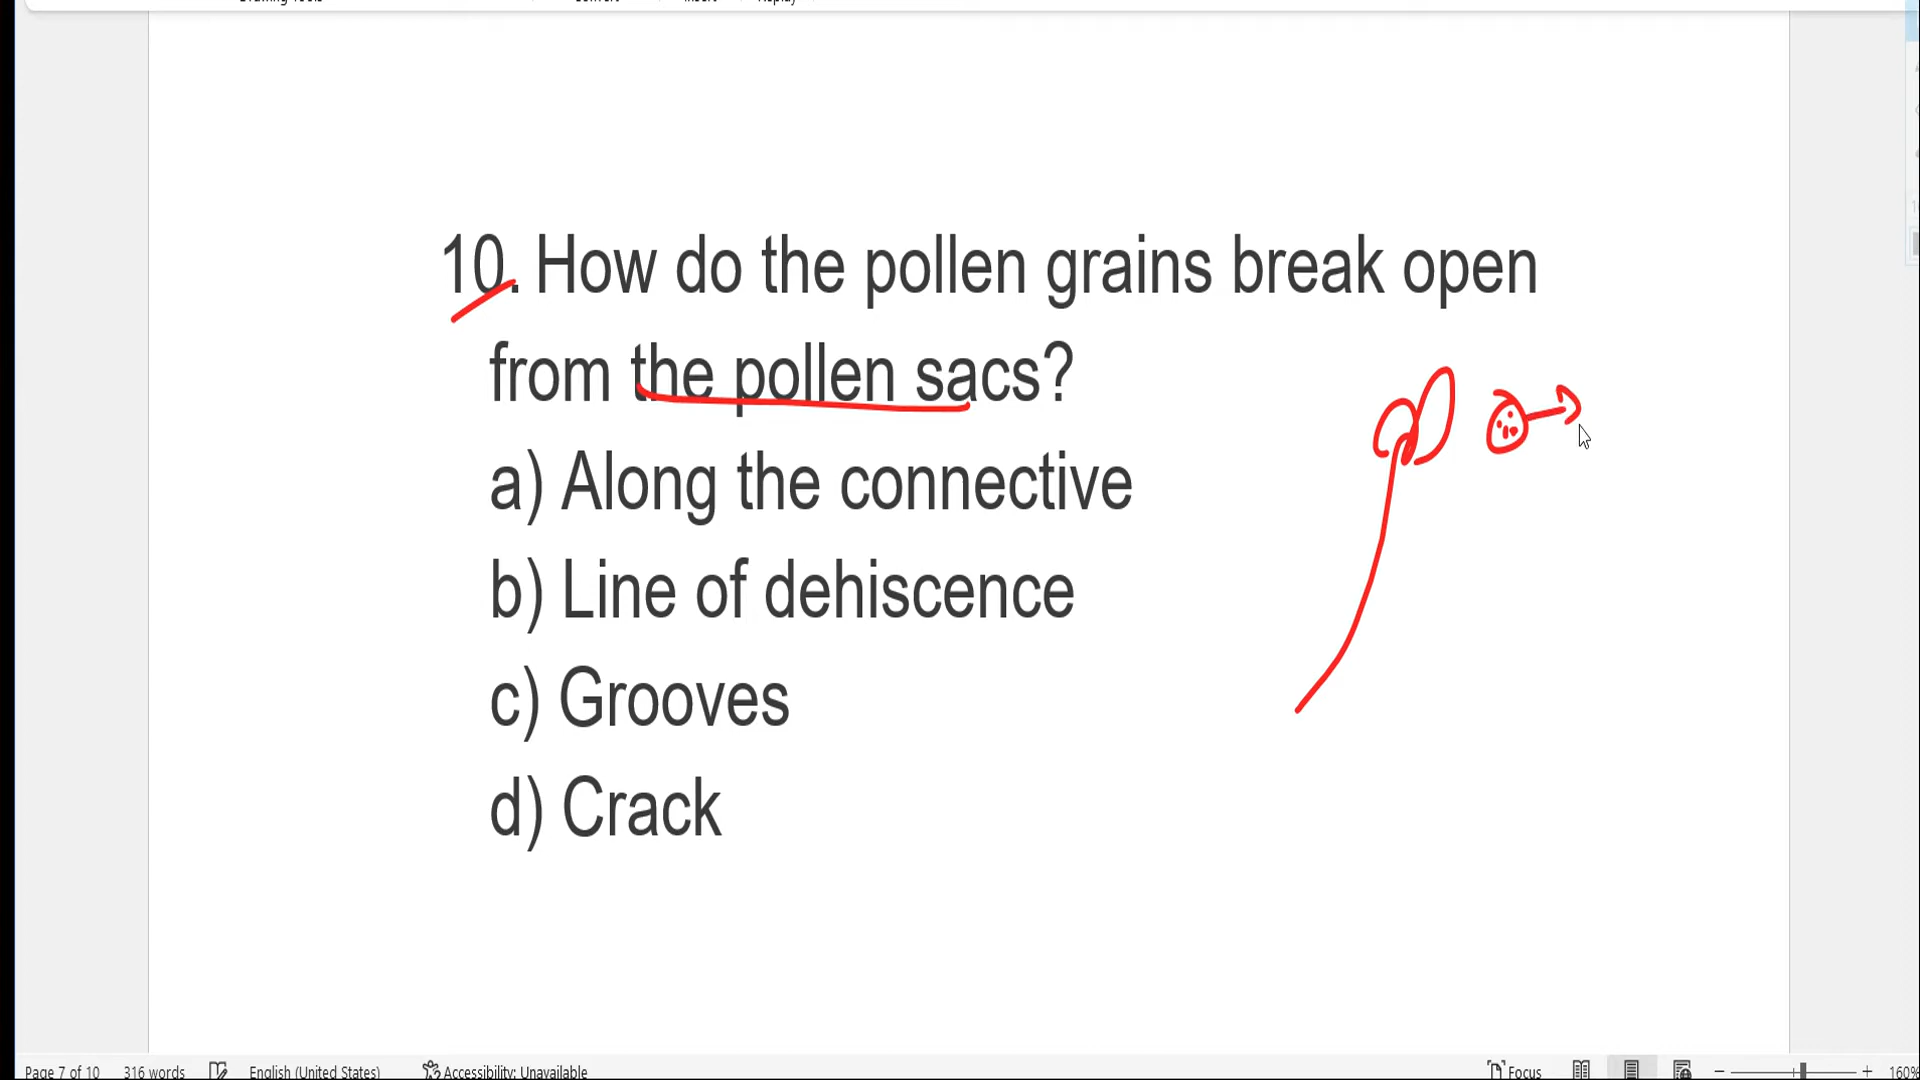 10. How do the pollen grains break open
from the pollen sacs?
a) Along the connective
b) Line of dehiscence
c) Grooves
d) Crack
Page 7 of 10 316 words English (United States) Accessibility: Unavailable Focus 160%